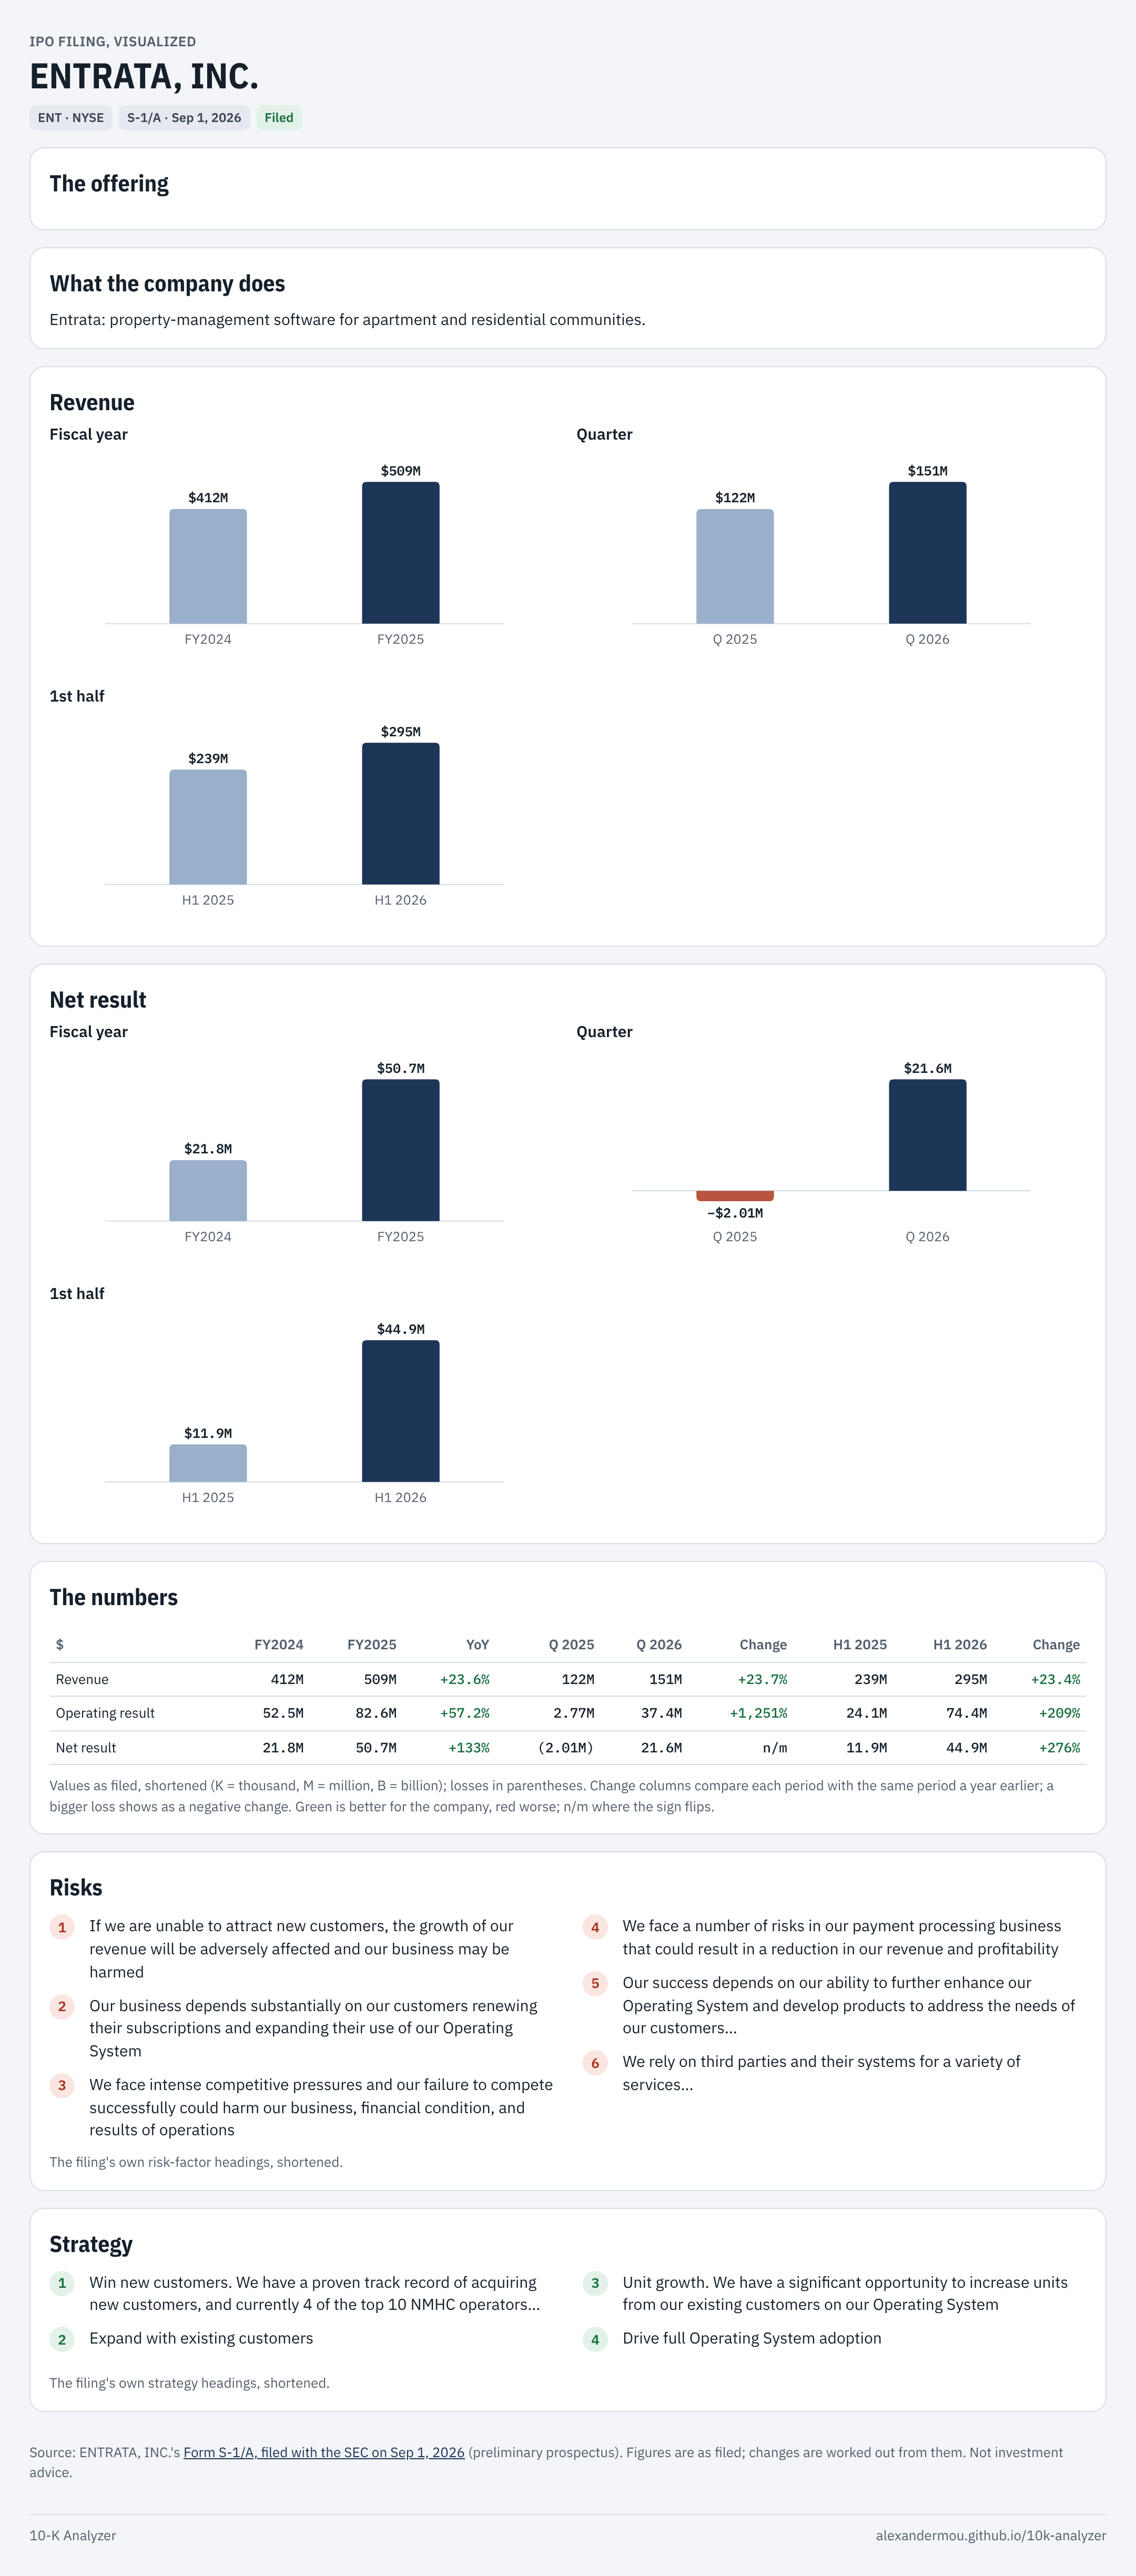 IPO FILING, VISUALIZED
ENTRATA, INC.
ENT · NYSE
S-1/A · Sep 1, 2026
Filed
The offering
What the company does
Entrata: property-management software for apartment and residential communities.
Revenue
Fiscal year
$412M
$509M
FY2024
FY2025
Quarter
$122M
$151M
Q 2025
Q 2026
1st half
$239M
$295M
H1 2025
H1 2026
Net result
Fiscal year
$21.8M
$50.7M
FY2024
FY2025
Quarter
−$2.01M
$21.6M
Q 2025
Q 2026
1st half
$11.9M
$44.9M
H1 2025
H1 2026
The numbers
$ FY2024 FY2025 YoY Q 2025 Q 2026 Change H1 2025 H1 2026 Change
Revenue 412M 509M +23.6% 122M 151M +23.7% 239M 295M +23.4%
Operating result 52.5M 82.6M +57.2% 2.77M 37.4M +1,251% 24.1M 74.4M +209%
Net result 21.8M 50.7M +133% (2.01M) 21.6M n/m 11.9M 44.9M +276%
Values as filed, shortened (K = thousand, M = million, B = billion); losses in parentheses. Change columns compare each period with the same period a year earlier; a
bigger loss shows as a negative change. Green is better for the company, red worse; n/m where the sign flips.
Risks
1 If we are unable to attract new customers, the growth of our
revenue will be adversely affected and our business may be
harmed
2 Our business depends substantially on our customers renewing
their subscriptions and expanding their use of our Operating
System
3 We face intense competitive pressures and our failure to compete
successfully could harm our business, financial condition, and
results of operations
4 We face a number of risks in our payment processing business
that could result in a reduction in our revenue and profitability
5 Our success depends on our ability to further enhance our
Operating System and develop products to address the needs of
our customers…
6 We rely on third parties and their systems for a variety of
services…
The filing's own risk-factor headings, shortened.
Strategy
1 Win new customers. We have a proven track record of acquiring
new customers, and currently 4 of the top 10 NMHC operators…
2 Expand with existing customers
3 Unit growth. We have a significant opportunity to increase units
from our existing customers on our Operating System
4 Drive full Operating System adoption
The filing's own strategy headings, shortened.
Source: ENTRATA, INC.'s Form S-1/A, filed with the SEC on Sep 1, 2026 (preliminary prospectus). Figures are as filed; changes are worked out from them. Not investment
advice.
10-K Analyzer
alexandermou.github.io/10k-analyzer